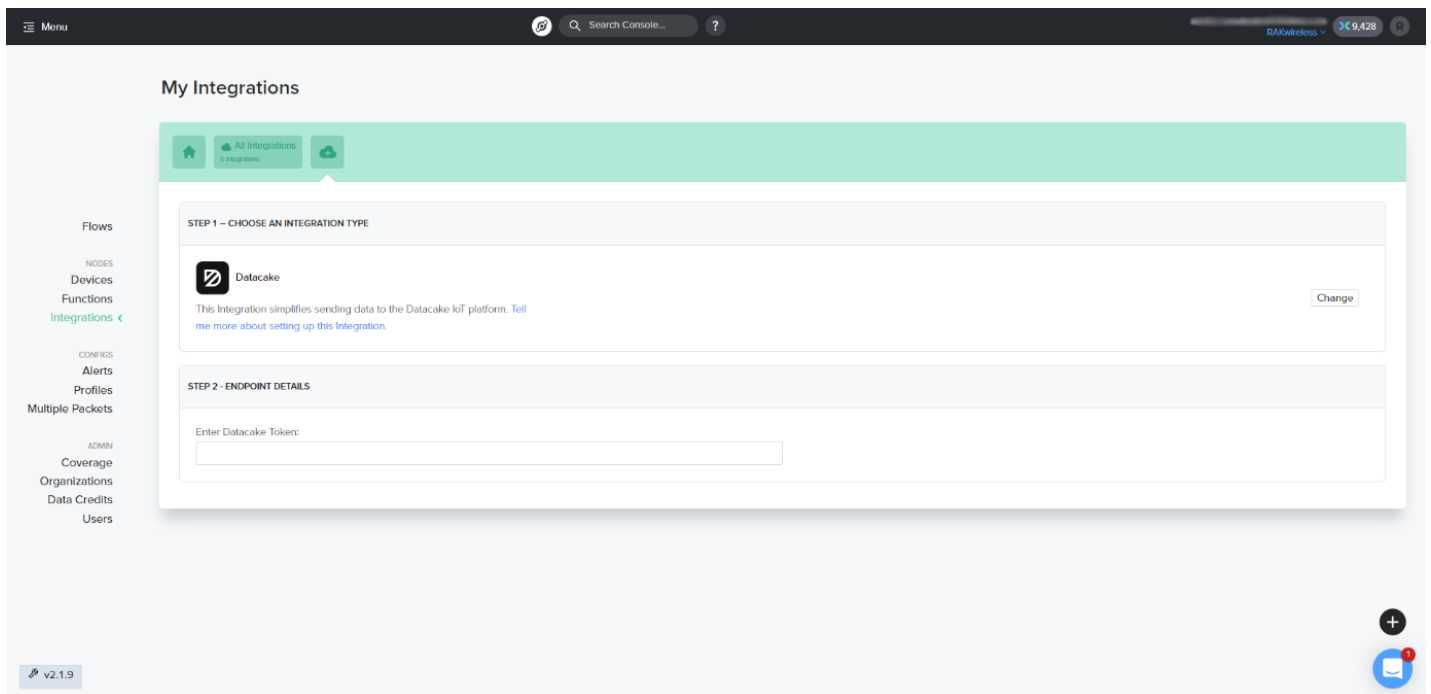 Menu
Search Console...
?
RAKwireless
9,428
My Integrations
All Integrations
0 integrations
Flows
NODES
Devices
Functions
Integrations
CONFIGS
Alerts
Profiles
Multiple Packets
ADMIN
Coverage
Organizations
Data Credits
Users
STEP 1 – CHOOSE AN INTEGRATION TYPE
Datacake
This Integration simplifies sending data to the Datacake IoT platform. Tell
me more about setting up this Integration.
Change
STEP 2 - ENDPOINT DETAILS
Enter Datacake Token:
1
v2.1.9